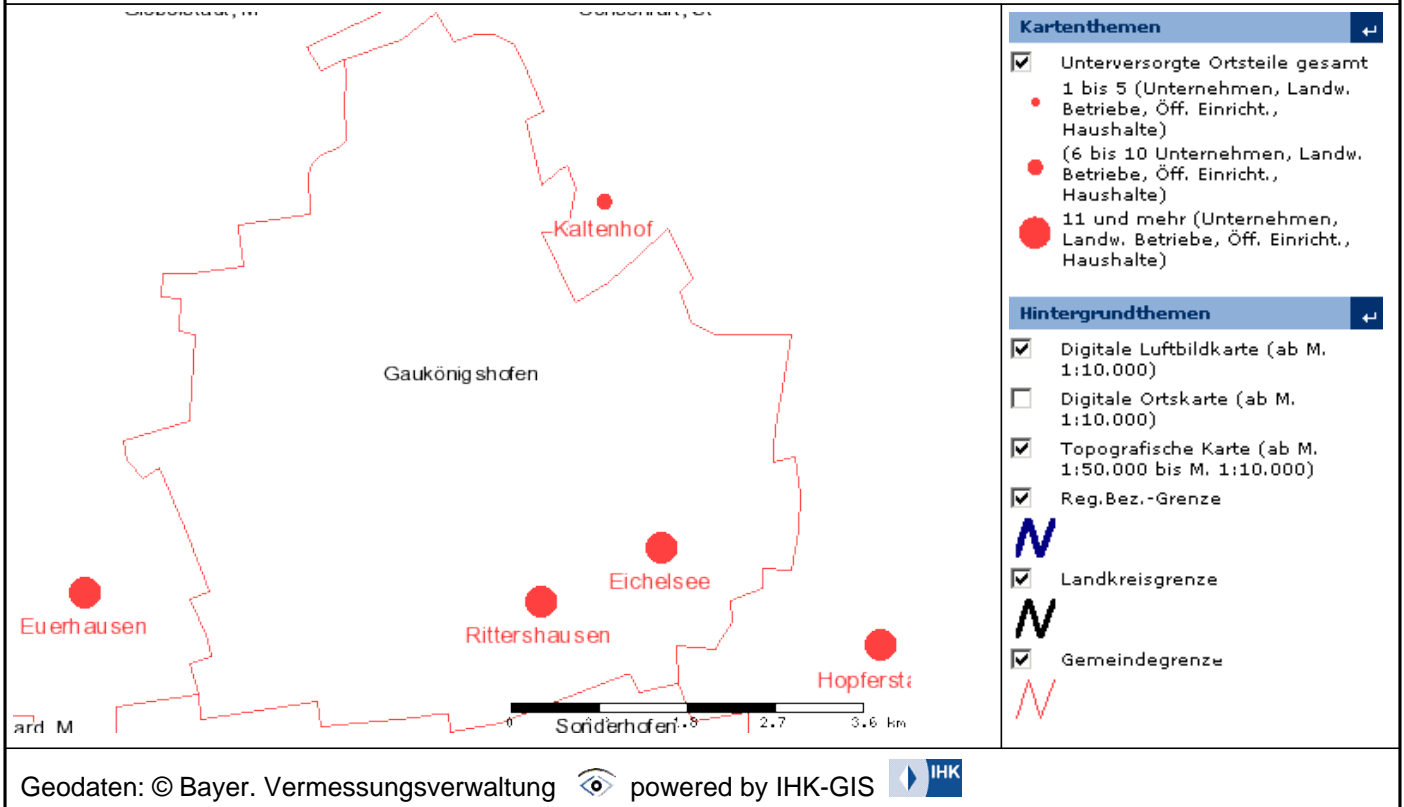 Kaltenhof
Gaukönigshofen
Eichelsee
Euerhausen
Rittershausen
Hopfersta
ard M
Sonderhofen
0
1.8
2.7
3.6 km
Kartenthemen
Unterversorgte Ortsteile gesamt
1 bis 5 (Unternehmen, Landw.
Betriebe, Öff. Einricht.,
Haushalte)
(6 bis 10 Unternehmen, Landw.
Betriebe, Öff. Einricht.,
Haushalte)
11 und mehr (Unternehmen,
Landw. Betriebe, Öff. Einricht.,
Haushalte)
Hintergrundthemen
Digitale Luftbildkarte (ab M.
1:10.000)
Digitale Ortskarte (ab M.
1:10.000)
Topografische Karte (ab M.
1:50.000 bis M. 1:10.000)
Reg.Bez.-Grenze
Landkreisgrenze
Gemeindegrenze
Geodaten: © Bayer. Vermessungsverwaltung powered by IHK-GIS IHK